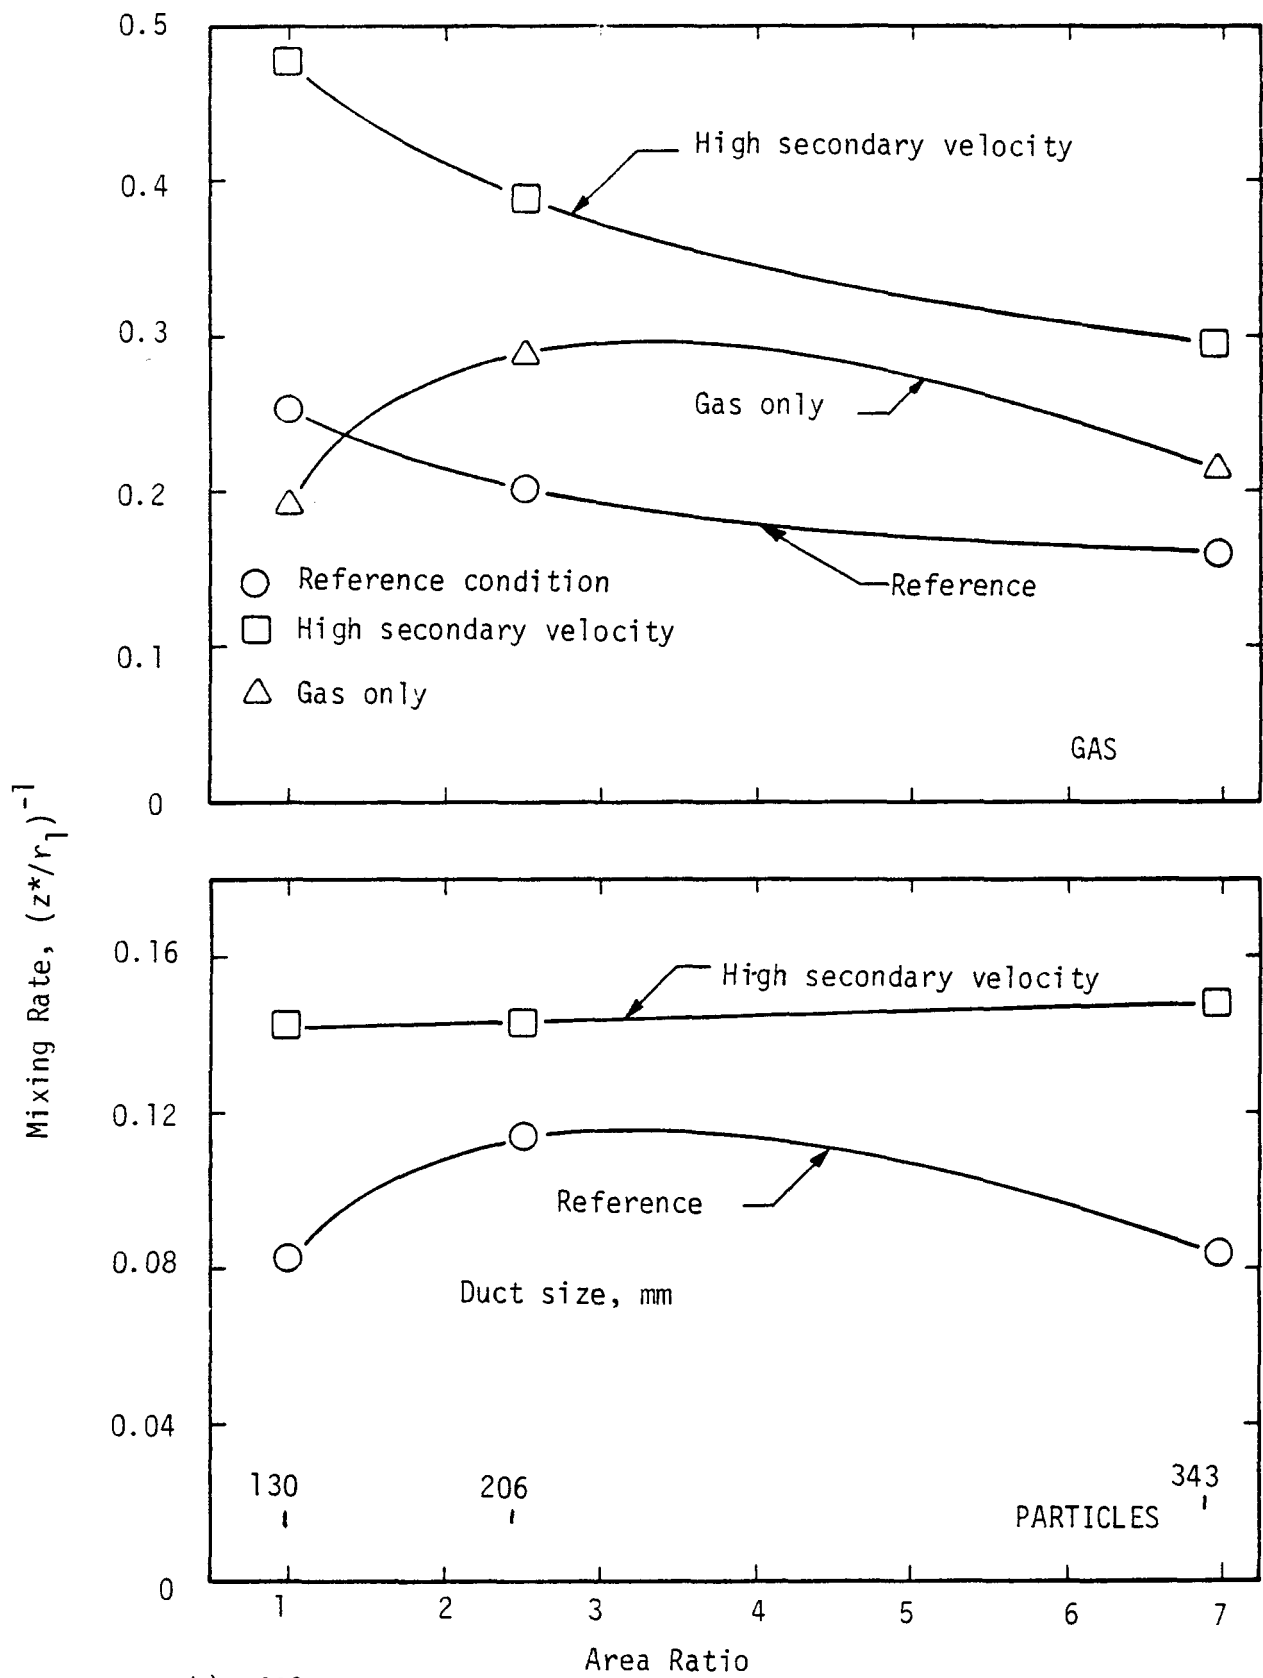 0.5
High secondary velocity
0.4
0.3
Gas only
0.2
Reference condition
Reference
High secondary velocity
0.1
Gas only
GAS
0
Mixing Rate, (z*/r1)^-1
0.16
High secondary velocity
0.12
Reference
0.08
Duct size, mm
0.04
130 206 343
PARTICLES
0
1 2 3 4 5 6 7
Area Ratio